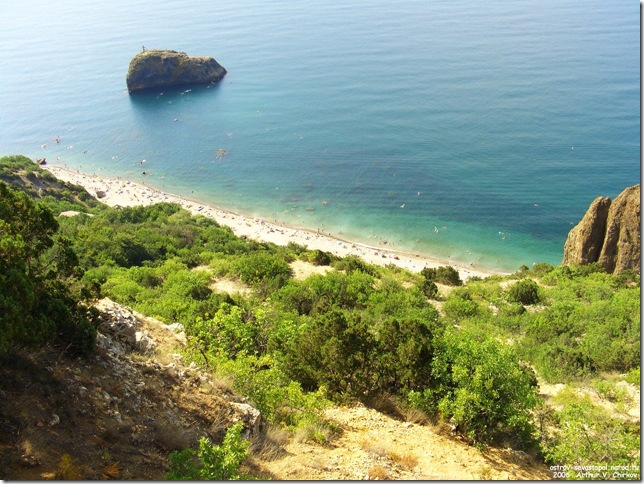 ostrov-sevastopol.narod.ru
2006 Arthur V. Chirkov